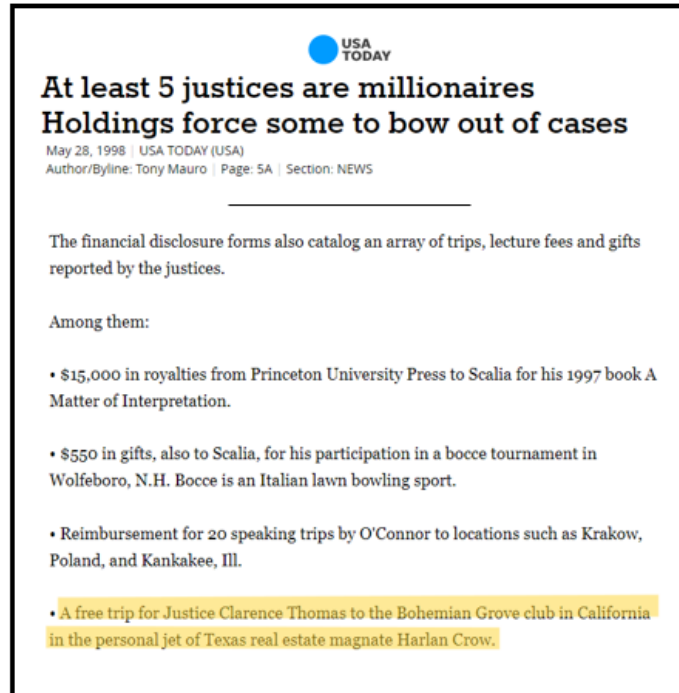 USA
TODAY
At least 5 justices are millionaires
Holdings force some to bow out of cases
May 28, 1998 | USA TODAY (USA)
Author/Byline: Tony Mauro | Page: 5A | Section: NEWS
The financial disclosure forms also catalog an array of trips, lecture fees and gifts
reported by the justices.
Among them:
• $15,000 in royalties from Princeton University Press to Scalia for his 1997 book A
Matter of Interpretation.
• $550 in gifts, also to Scalia, for his participation in a bocce tournament in
Wolfeboro, N.H. Bocce is an Italian lawn bowling sport.
• Reimbursement for 20 speaking trips by O'Connor to locations such as Krakow,
Poland, and Kankakee, Ill.
• A free trip for Justice Clarence Thomas to the Bohemian Grove club in California
in the personal jet of Texas real estate magnate Harlan Crow.